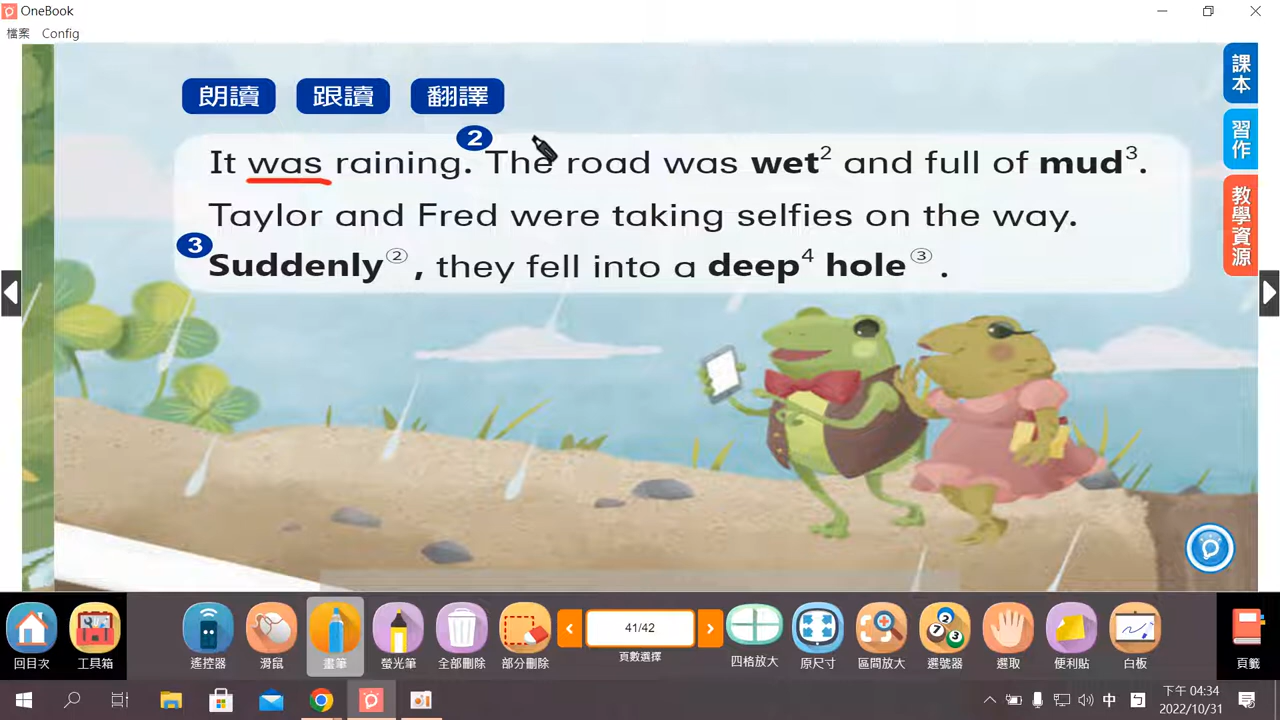 OneBook
檔案 Config
課本
習作
教學資源
朗讀 跟讀 翻譯
It was raining. 2 The road was wet2 and full of mud3.
Taylor and Fred were taking selfies on the way.
3 Suddenly②, they fell into a deep4 hole③.
41/42
回目次 工具箱 遙控器 滑鼠 畫筆 螢光筆 全部刪除 部分刪除 頁數選擇 四格放大 原尺寸 區間放大 選號器 選取 便利貼 白板 頁籤
2 7 3
中
下午 04:34
2022/10/31